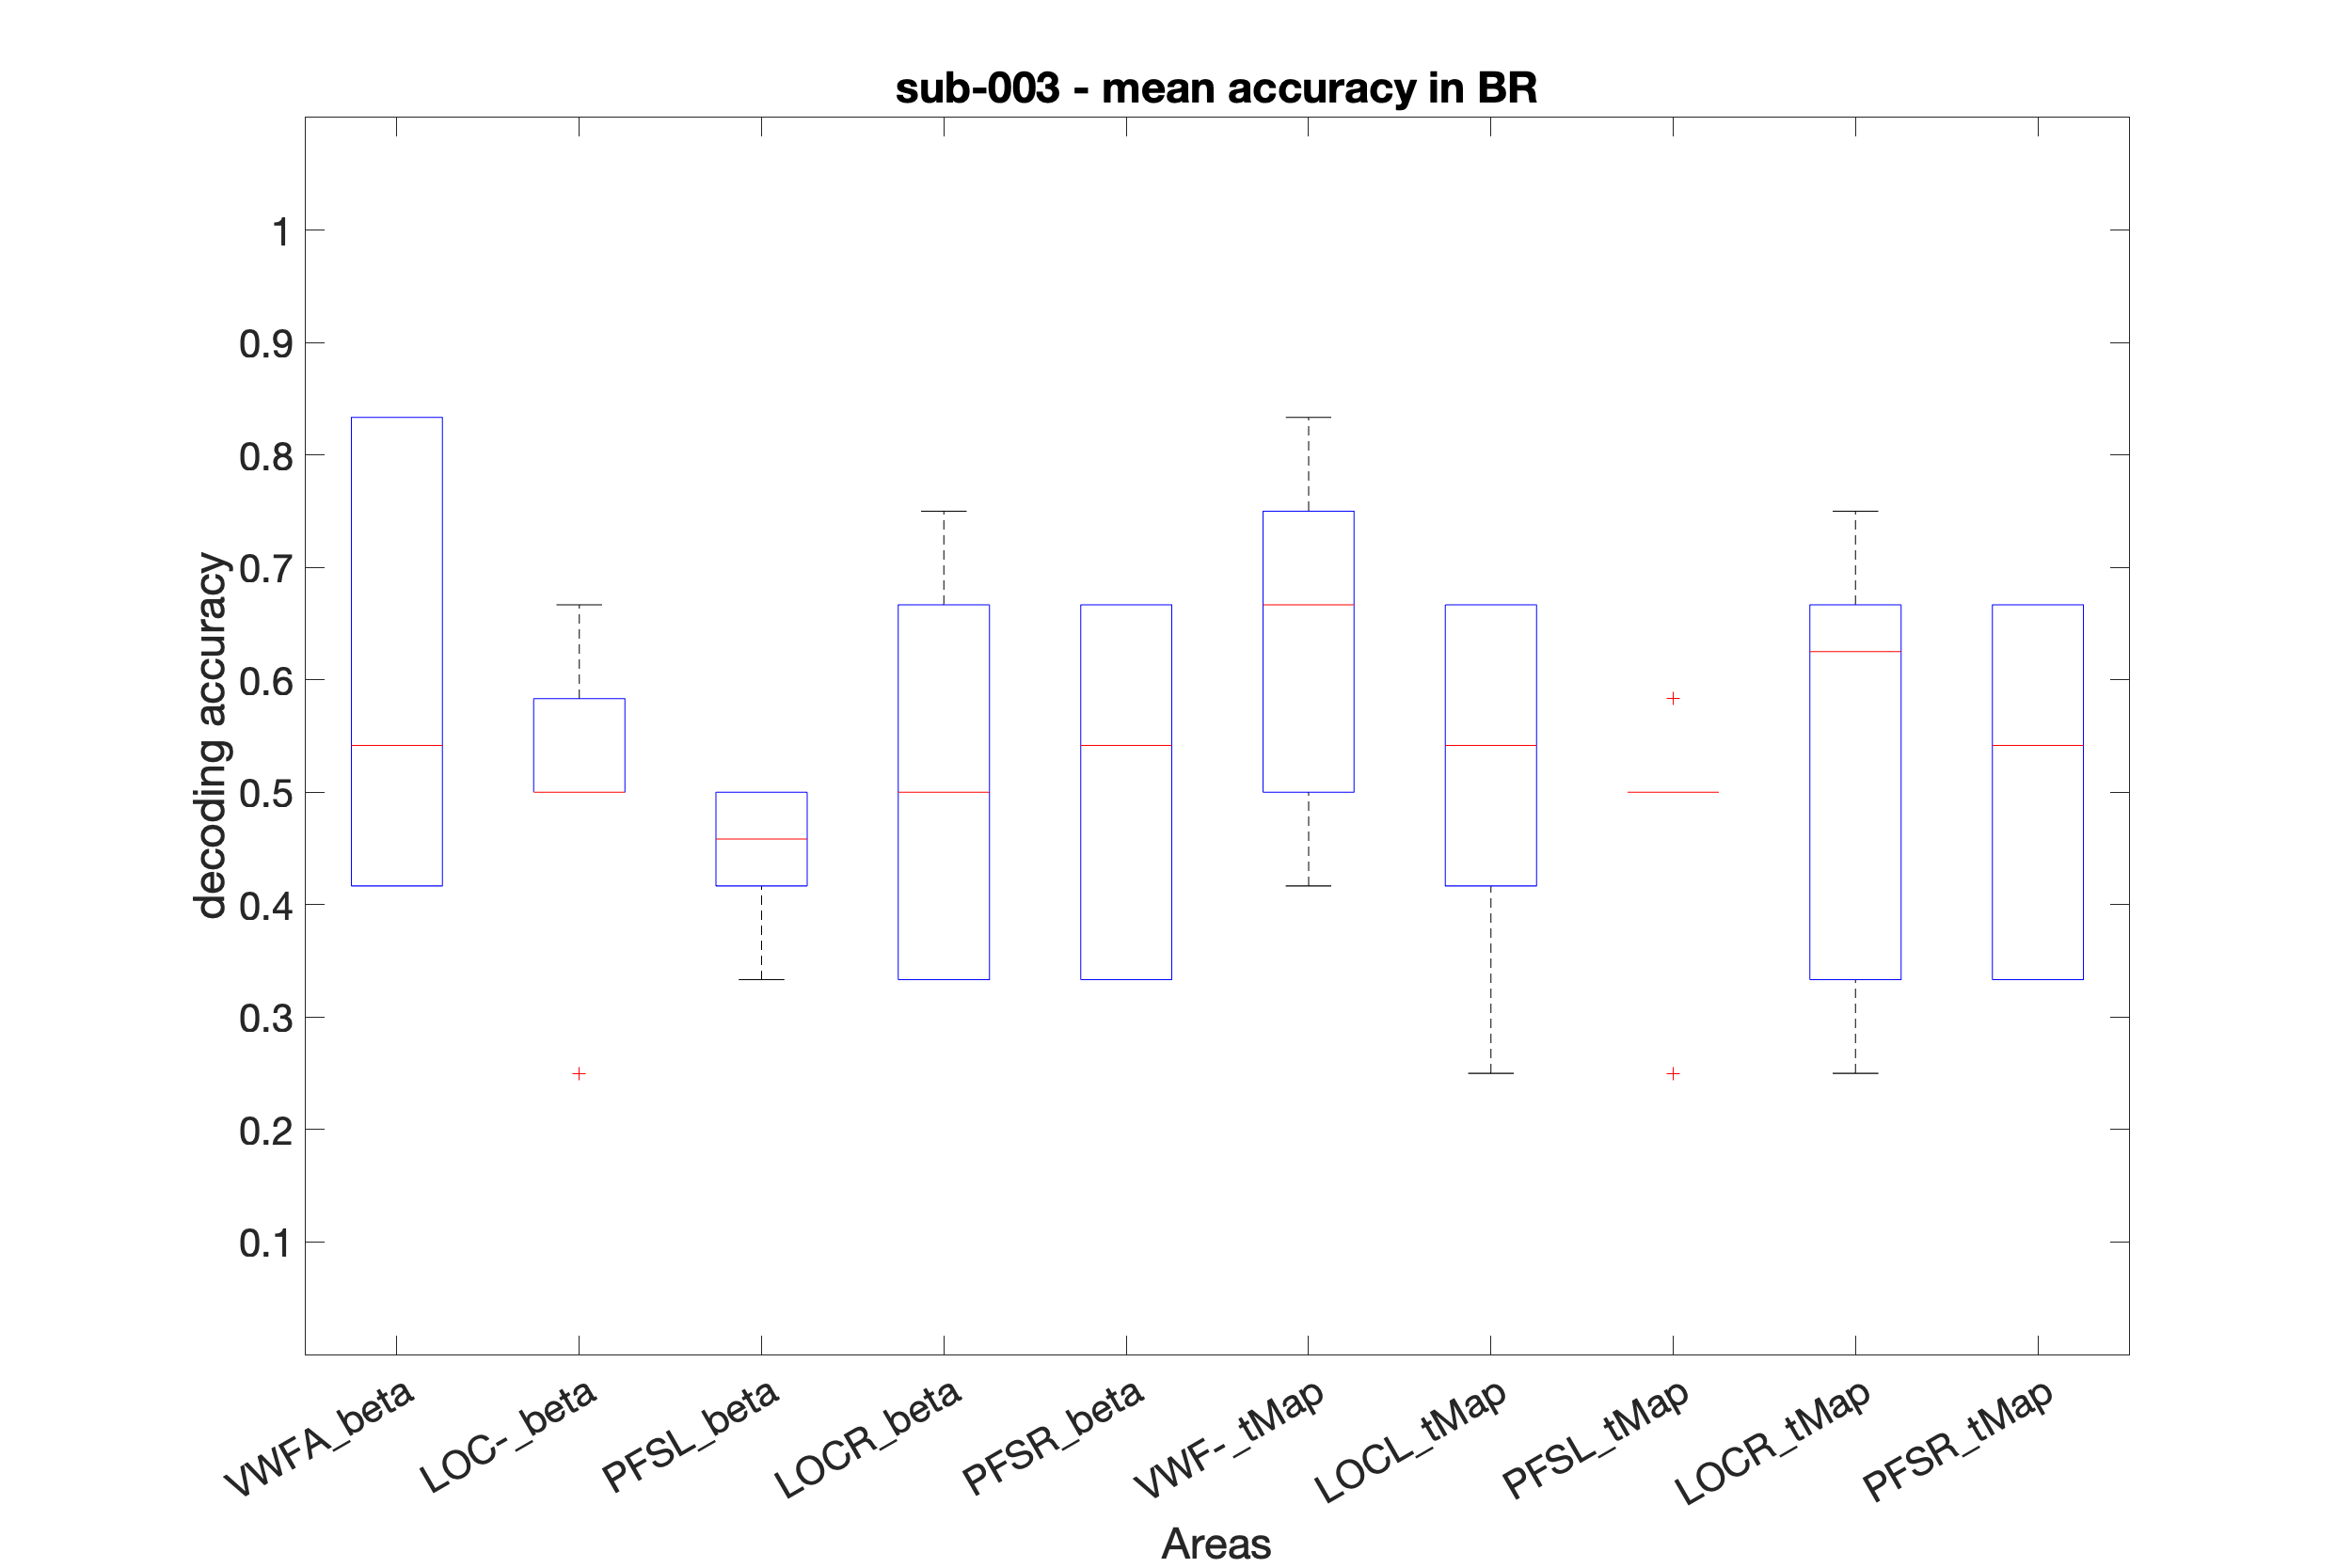 sub-003 - mean accuracy in BR
decoding accuracy
1
0.9
0.8
0.7
0.6
0.5
0.4
0.3
0.2
0.1
VWFA_beta
LOC-_beta
PFSL_beta
LOCR_beta
PFSR_beta
VWF-_tMap
LOCL_tMap
PFSL_tMap
LOCR_tMap
PFSR_tMap
Areas